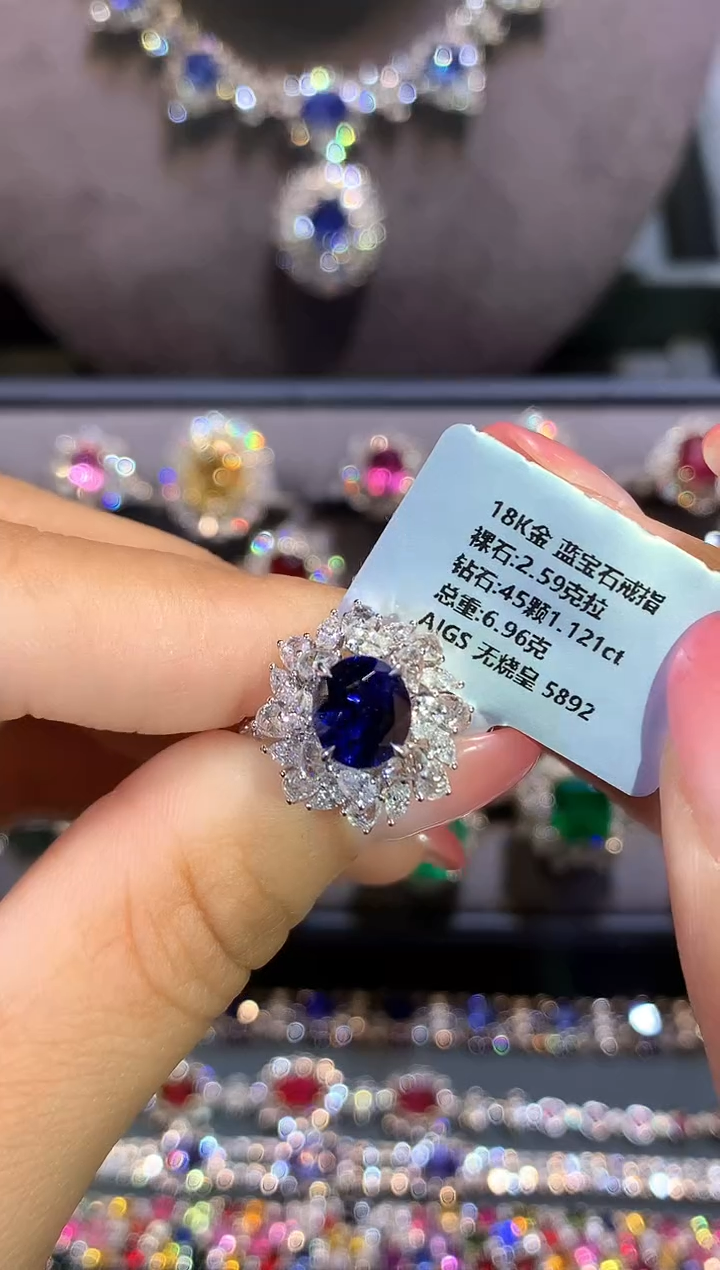 18K金 蓝宝石戒指
裸石:2.59克拉
钻石:45颗1.121ct
总重:6.96克
AIGS 无烧皇 5892